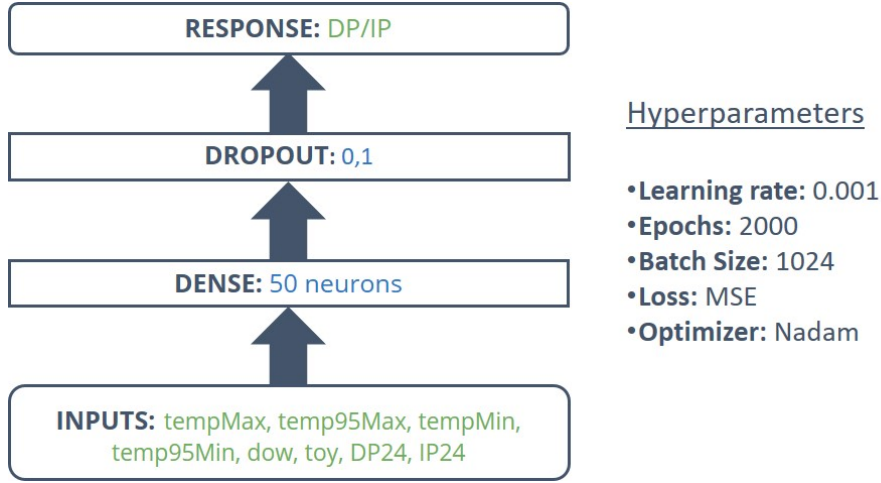 RESPONSE: DP/IP
DROPOUT: 0,1
DENSE: 50 neurons
INPUTS: tempMax, temp95Max, tempMin,
temp95Min, dow, toy, DP24, IP24
Hyperparameters
•Learning rate: 0.001
•Epochs: 2000
•Batch Size: 1024
•Loss: MSE
•Optimizer: Nadam